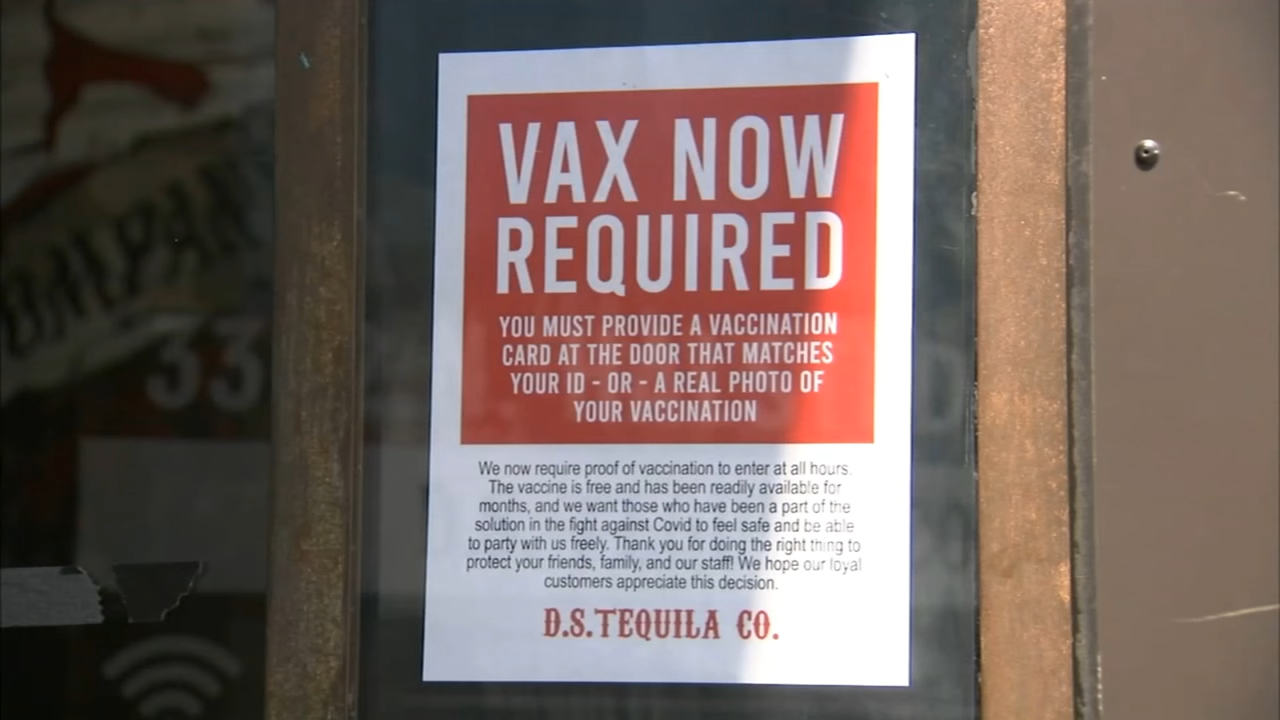 VAX NOW
REQUIRED
YOU MUST PROVIDE A VACCINATION
CARD AT THE DOOR THAT MATCHES
YOUR ID - OR - A REAL PHOTO OF
YOUR VACCINATION
We now require proof of vaccination to enter at all hours.
The vaccine is free and has been readily available for
months, and we want those who have been a part of the
solution in the fight against Covid to feel safe and be able
to party with us freely. Thank you for doing the right thing to
protect your friends, family, and our staff! We hope our loyal
customers appreciate this decision.
D.S. TEQUILA CO.
33